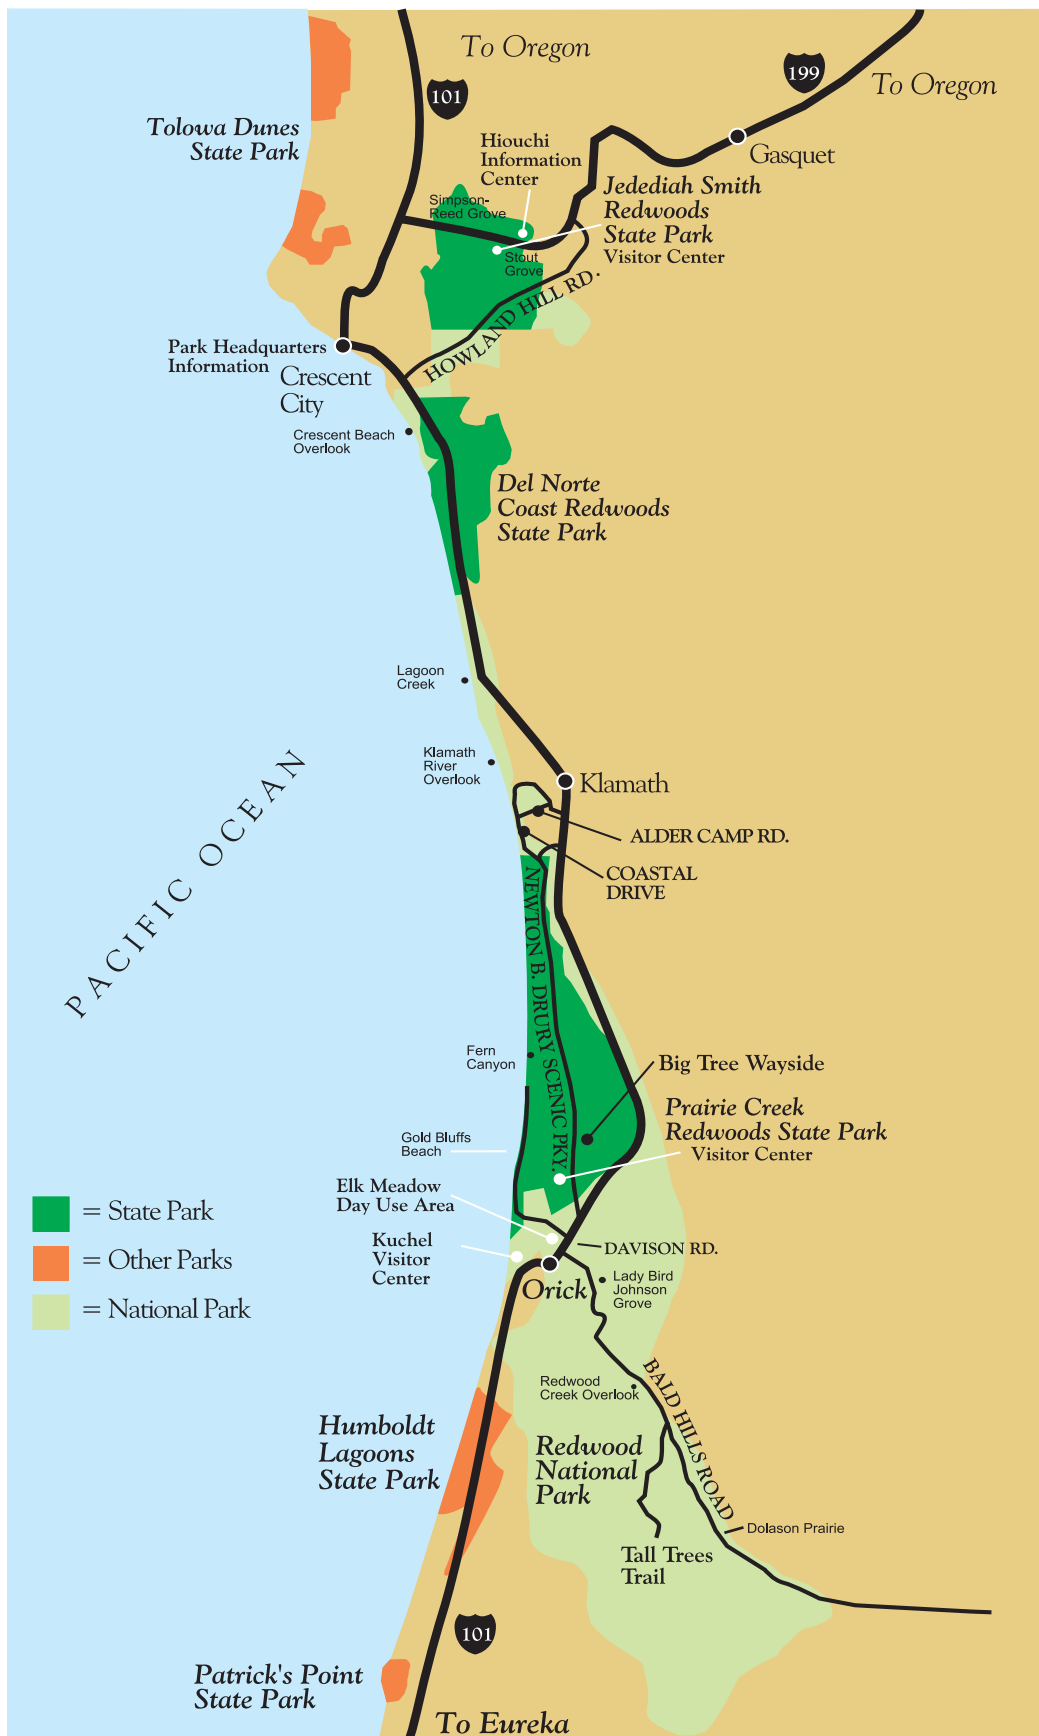 To Oregon
101
199
To Oregon
Tolowa Dunes
State Park
Hiouchi
Information
Center
Gasquet
Jedediah Smith
Redwoods
State Park
Visitor Center
Simpson-
Reed Grove
Stout
Grove
HOWLAND HILL RD.
Park Headquarters
Information
Crescent
City
Crescent Beach
Overlook
Del Norte
Coast Redwoods
State Park
Lagoon
Creek
Klamath
River
Overlook
Klamath
PACIFIC OCEAN
ALDER CAMP RD.
COASTAL
DRIVE
NEWTON B. DRURY SCENIC PKY.
Fern
Canyon
Big Tree Wayside
Prairie Creek
Redwoods State Park
Visitor Center
Gold Bluffs
Beach
Elk Meadow
Day Use Area
Kuchel
Visitor
Center
= State Park
= Other Parks
= National Park
DAVISON RD.
Orick
Lady Bird
Johnson
Grove
Redwood
Creek Overlook
BALD HILLS ROAD
Humboldt
Lagoons
State Park
Redwood
National
Park
Dolason Prairie
Tall Trees
Trail
101
Patrick's Point
State Park
To Eureka